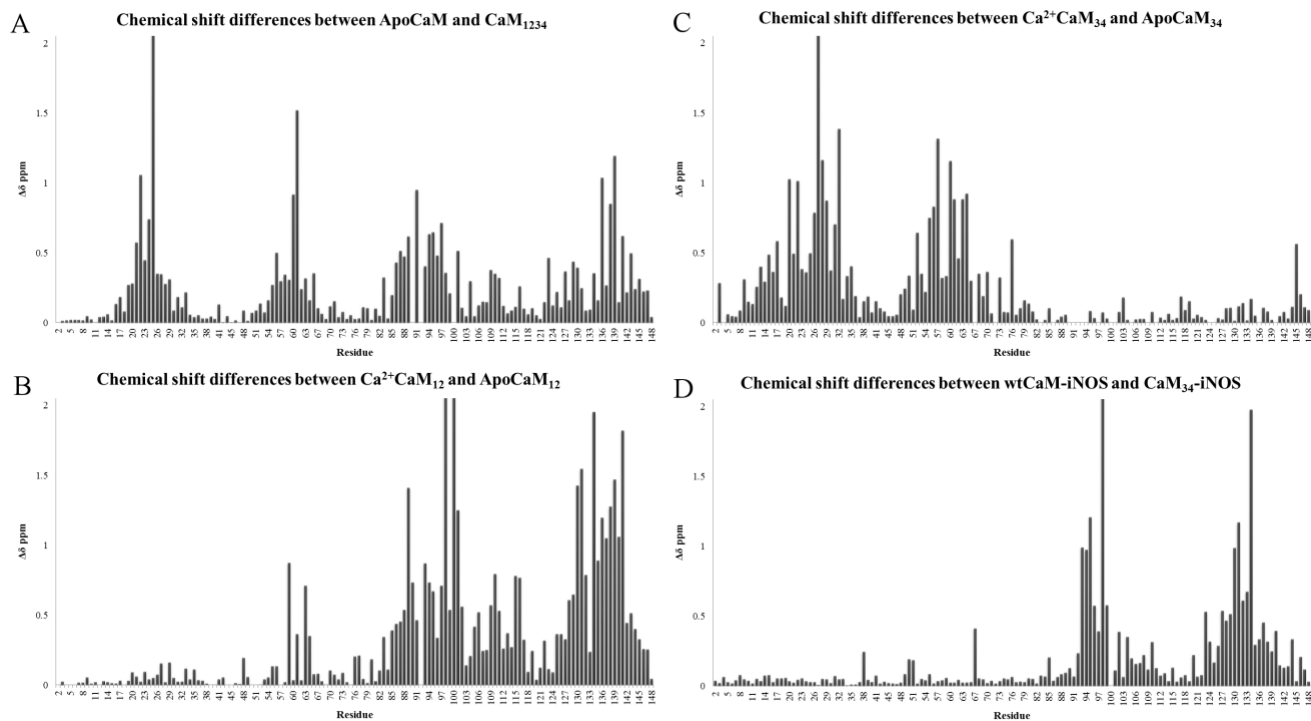 A
Chemical shift differences between ApoCaM and CaM₁₂₃₄
2
1.5
1
0.5
0
Δδ ppm
2 5 8 11 14 17 20 23 26 29 32 35 38 41 45 48 51 54 57 60 63 67 70 73 76 79 82 85 88 91 94 97 100 103 106 109 112 115 118 121 124 127 130 133 136 139 142 145 148
Residue
B
Chemical shift differences between Ca²⁺CaM₁₂ and ApoCaM₁₂
2
1.5
1
0.5
0
Δδ ppm
2 5 8 11 14 17 20 23 26 29 32 35 38 41 45 48 51 54 57 60 63 67 70 73 76 79 82 85 88 91 94 97 100 103 106 109 112 115 118 121 124 127 130 133 136 139 142 145 148
Residue
C
Chemical shift differences between Ca²⁺CaM₃₄ and ApoCaM₃₄
2
1.5
1
0.5
0
Δδ ppm
2 5 8 11 14 17 20 23 26 29 32 35 38 41 45 48 51 54 57 60 63 67 70 73 76 79 82 85 88 91 94 97 100 103 106 109 112 115 118 121 124 127 130 133 136 139 142 145 148
Residue
D
Chemical shift differences between wtCaM-iNOS and CaM₃₄-iNOS
2
1.5
1
0.5
0
Δδ ppm
2 5 8 11 14 17 20 23 26 29 32 35 38 41 45 48 51 54 57 60 63 67 70 73 76 79 82 85 88 91 94 97 100 103 106 109 112 115 118 121 124 127 130 133 136 139 142 145 148
Residue